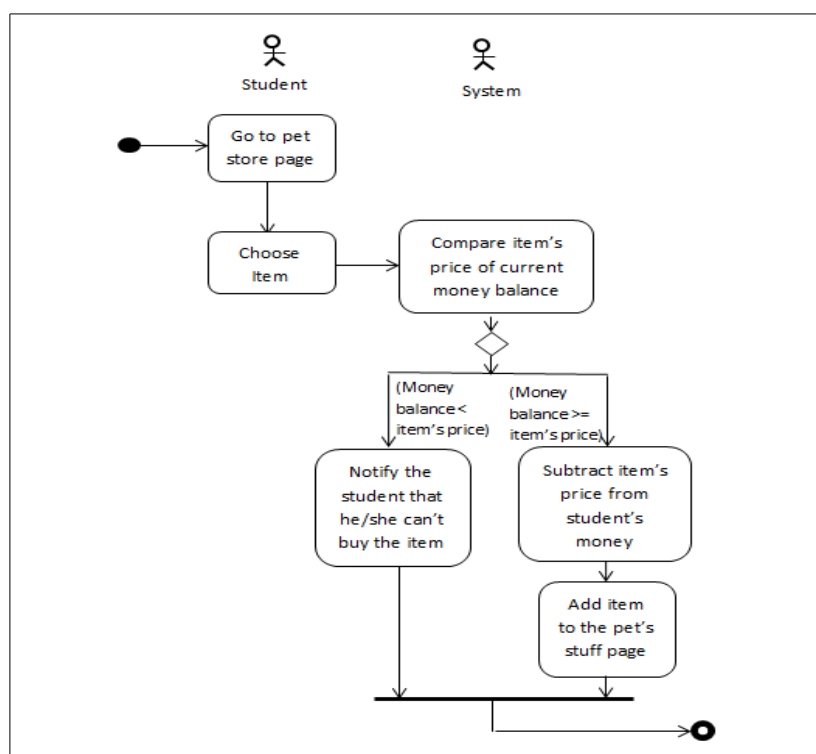 Student
System
Go to pet
store page
Choose
Item
Compare item's
price of current
money balance
(Money
balance<
item's price)
(Money
balance >=
item's price)
Notify the
student that
he/she can't
buy the item
Subtract item's
price from
student's
money
Add item
to the pet's
stuff page